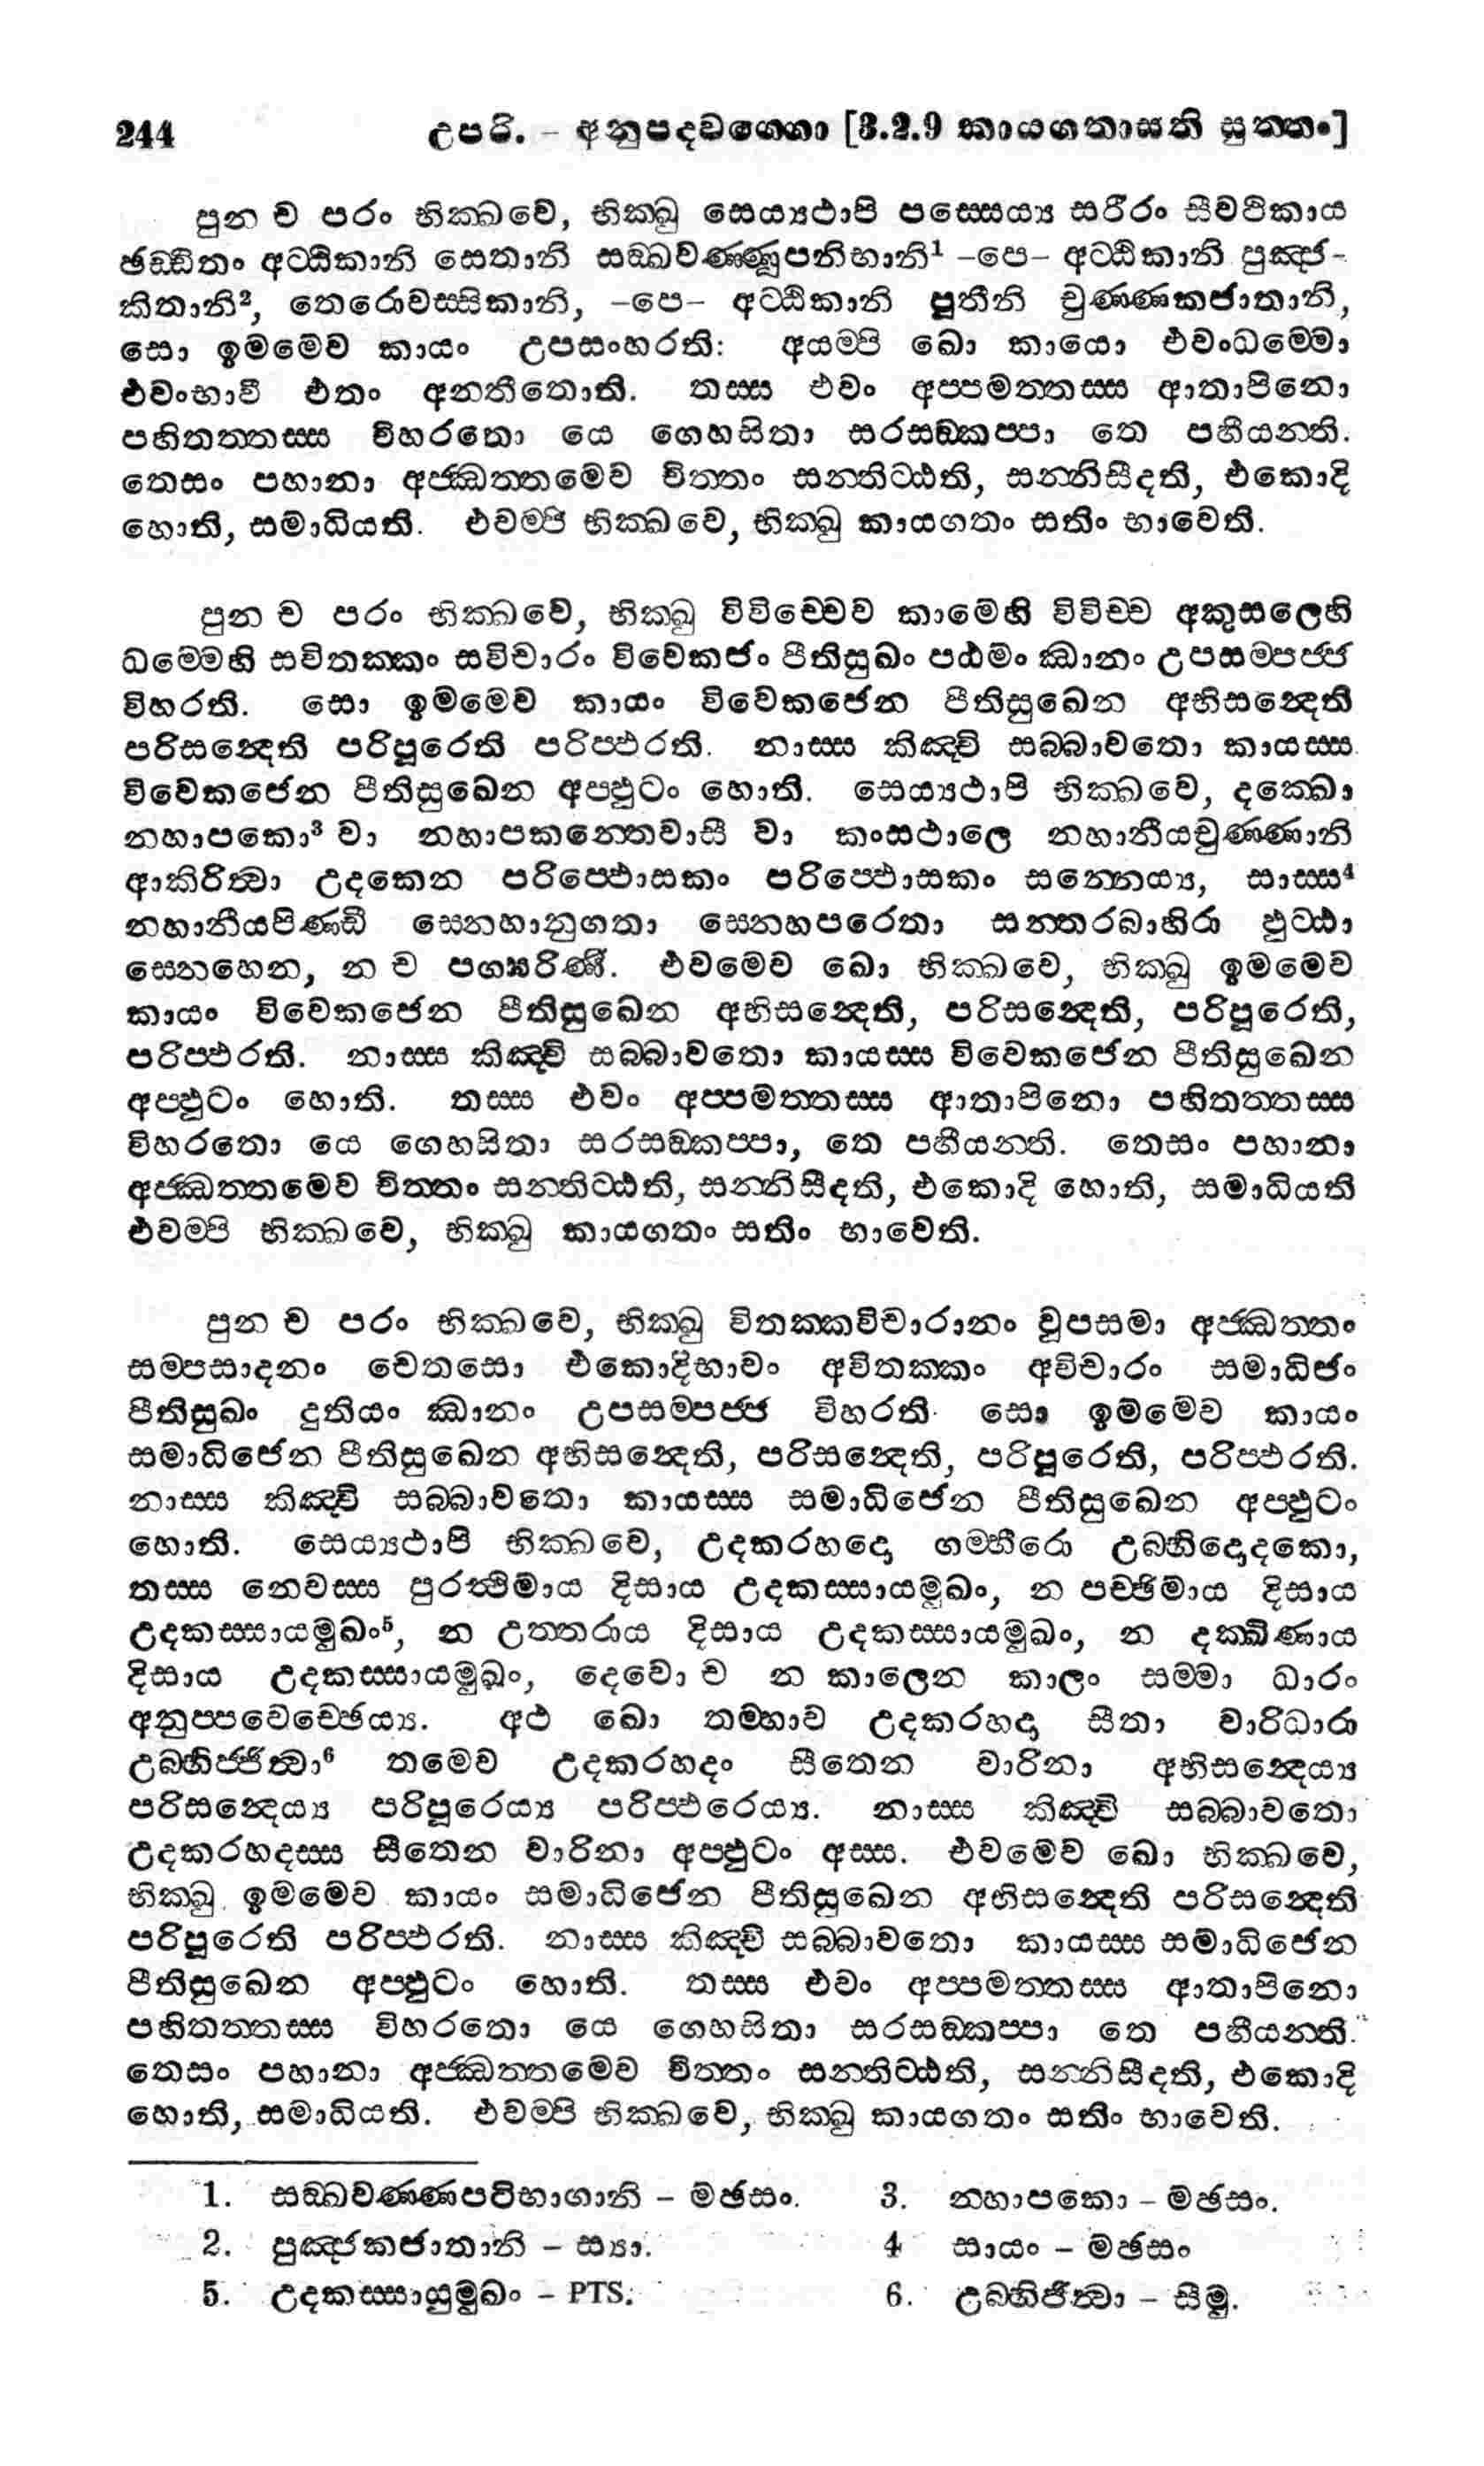 244 උපරි. – අනුපදවග්ගො [3.2.9 කායගතාසති සුත්තං]
පුන ච පරං භික්ඛවෙ, භික්ඛු සෙය්‍යථාපි පස්සෙය්‍ය සරීරං සීවථිකාය
ඡඩ්ඩිතං අට්ඨිකානි සෙතානි සඞ්ඛවණ්ණූපනිභානි¹ –පෙ– අට්ඨිකානි පුඤ්ජ-
කිතානි², තෙරොවස්සිකානි, –පෙ– අට්ඨිකානි පූතීනි චුණ්ණකජාතානි,
සො ඉමමෙව කායං උපසංහරති: අයම්පි ඛො කායො එවංධම්මො
එවංභාවී එතං අනතීතොති. තස්ස එවං අප්පමත්තස්ස ආතාපිනො
පහිතත්තස්ස විහරතො යෙ ගෙහසිතා සරසඞ්කප්පා තෙ පහීයන්ති.
තෙසං පහානා අජ්ඣත්තමෙව චිත්තං සන්තිට්ඨති, සන්නිසීදති, එකොදි
හොති, සමාධියති. එවම්පි භික්ඛවෙ, භික්ඛු කායගතං සතිං භාවෙති.
පුන ච පරං භික්ඛවෙ, භික්ඛු විවිච්චෙව කාමෙහි විවිච්ච අකුසලෙහි
ධම්මෙහි සවිතක්කං සවිචාරං විවෙකජං පීතිසුඛං පඨමං ඣානං උපසම්පජ්ජ
විහරති. සො ඉමමෙව කායං විවෙකජෙන පීතිසුඛෙන අභිසන්දෙති
පරිසන්දෙති පරිපූරෙති පරිප්ඵරති. නාස්ස කිඤ්චි සබ්බාවතො කායස්ස
විවෙකජෙන පීතිසුඛෙන අප්ඵුටං හොති. සෙය්‍යථාපි භික්ඛවෙ, දක්ඛො
නහාපකො³ වා නහාපකන්තෙවාසී වා කංසථාලෙ නහානීයචුණ්ණානි
ආකිරිත්‍වා උදකෙන පරිප්ඵොසකං පරිප්ඵොසකං සන්නෙය්‍ය, සාස්ස⁴
නහානීයපිණ්ඩී සෙනහානුගතා සෙනහපරෙතා සන්තරබාහිරා ඵුට්ඨා
සෙනහෙන, න ච පග්ඝරිණී. එවමෙව ඛො භික්ඛවෙ, භික්ඛු ඉමමෙව
කායං විවෙකජෙන පීතිසුඛෙන අභිසන්දෙති, පරිසන්දෙති, පරිපූරෙති,
පරිප්ඵරති. නාස්ස කිඤ්චි සබ්බාවතො කායස්ස විවෙකජෙන පීතිසුඛෙන
අප්ඵුටං හොති. තස්ස එවං අප්පමත්තස්ස ආතාපිනො පහිතත්තස්ස
විහරතො යෙ ගෙහසිතා සරසඞ්කප්පා, තෙ පහීයන්ති. තෙසං පහානා
අජ්ඣත්තමෙව චිත්තං සන්තිට්ඨති, සන්නිසීදති, එකොදි හොති, සමාධියති
එවම්පි භික්ඛවෙ, භික්ඛු කායගතං සතිං භාවෙති.
පුන ච පරං භික්ඛවෙ, භික්ඛු විතක්කවිචාරානං වූපසමා අජ්ඣත්තං
සම්පසාදනං චෙතසො එකොදිභාවං අවිතක්කං අවිචාරං සමාධිජං
පීතිසුඛං දුතියං ඣානං උපසම්පජ්ජ විහරති. සො ඉමමෙව කායං
සමාධිජෙන පීතිසුඛෙන අභිසන්දෙති, පරිසන්දෙති, පරිපූරෙති, පරිප්ඵරති.
නාස්ස කිඤ්චි සබ්බාවතො කායස්ස සමාධිජෙන පීතිසුඛෙන අප්ඵුටං
හොති. සෙය්‍යථාපි භික්ඛවෙ, උදකරහදො ගම්භීරො උබ්භිදොදකො,
තස්ස නෙවස්ස පුරත්‍ථිමාය දිසාය උදකස්සායමුඛං, න පච්ඡිමාය දිසාය
උදකස්සායමුඛං⁵, න උත්තරාය දිසාය උදකස්සායමුඛං, න දක්ඛිණාය
දිසාය උදකස්සායමුඛං, දෙවො ච න කාලෙන කාලං සම්මා ධාරං
අනුප්පවෙච්ඡෙය්‍ය. අථ ඛො තම්හාව උදකරහදා සීතා වාරිධාරා
උබ්භිජ්ජිත්‍වා⁶ තමෙව උදකරහදං සීතෙන වාරිනා අභිසන්දෙය්‍ය
පරිසන්දෙය්‍ය පරිපූරෙය්‍ය පරිප්ඵරෙය්‍ය. නාස්ස කිඤ්චි සබ්බාවතො
උදකරහදස්ස සීතෙන වාරිනා අප්ඵුටං අස්ස. එවමෙව ඛො භික්ඛවෙ,
භික්ඛු ඉමමෙව කායං සමාධිජෙන පීතිසුඛෙන අභිසන්දෙති පරිසන්දෙති
පරිපූරෙති පරිප්ඵරති. නාස්ස කිඤ්චි සබ්බාවතො කායස්ස සමාධිජෙන
පීතිසුඛෙන අප්ඵුටං හොති. තස්ස එවං අප්පමත්තස්ස ආතාපිනො
පහිතත්තස්ස විහරතො යෙ ගෙහසිතා සරසඞ්කප්පා තෙ පහීයන්ති.
තෙසං පහානා අජ්ඣත්තමෙව චිත්තං සන්තිට්ඨති, සන්නිසීදති, එකොදි
හොති, සමාධියති. එවම්පි භික්ඛවෙ, භික්ඛු කායගතං සතිං භාවෙති.
1. සඞ්ඛවණ්ණපටිභාගානි – මඡසං. 3. නහාපකො – මඡසං.
2. පුඤ්ජකජාතානි – ස්‍යා. 4 සායං – මඡසං
5. උදකස්සායුමුඛං – PTS. 6. උබ්භිජිත්‍වා – සීමු.